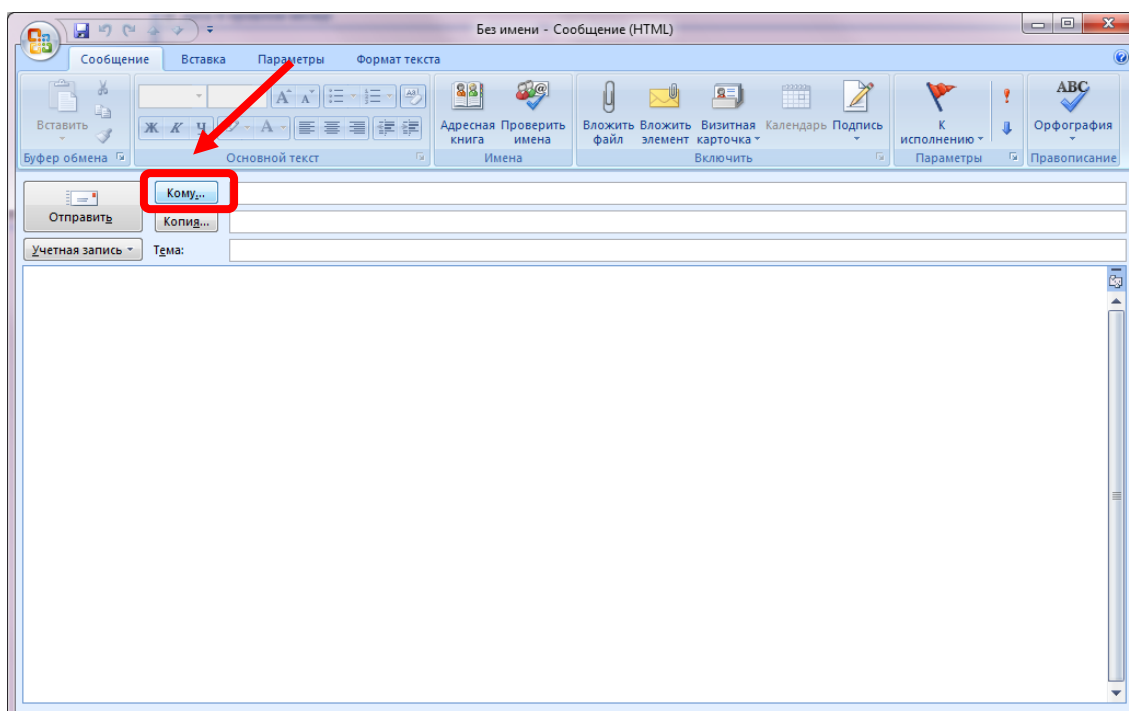 Без имени - Сообщение (HTML)
Сообщение Вставка Параметры Формат текста
Вставить
Буфер обмена
Ж К Ч
Основной текст
Адресная книга
Проверить имена
Имена
Вложить файл
Вложить элемент
Визитная карточка
Календарь
Подпись
Включить
К исполнению
Параметры
ABC
Орфография
Правописание
Отправить
Кому...
Копия...
Учетная запись
Тема: